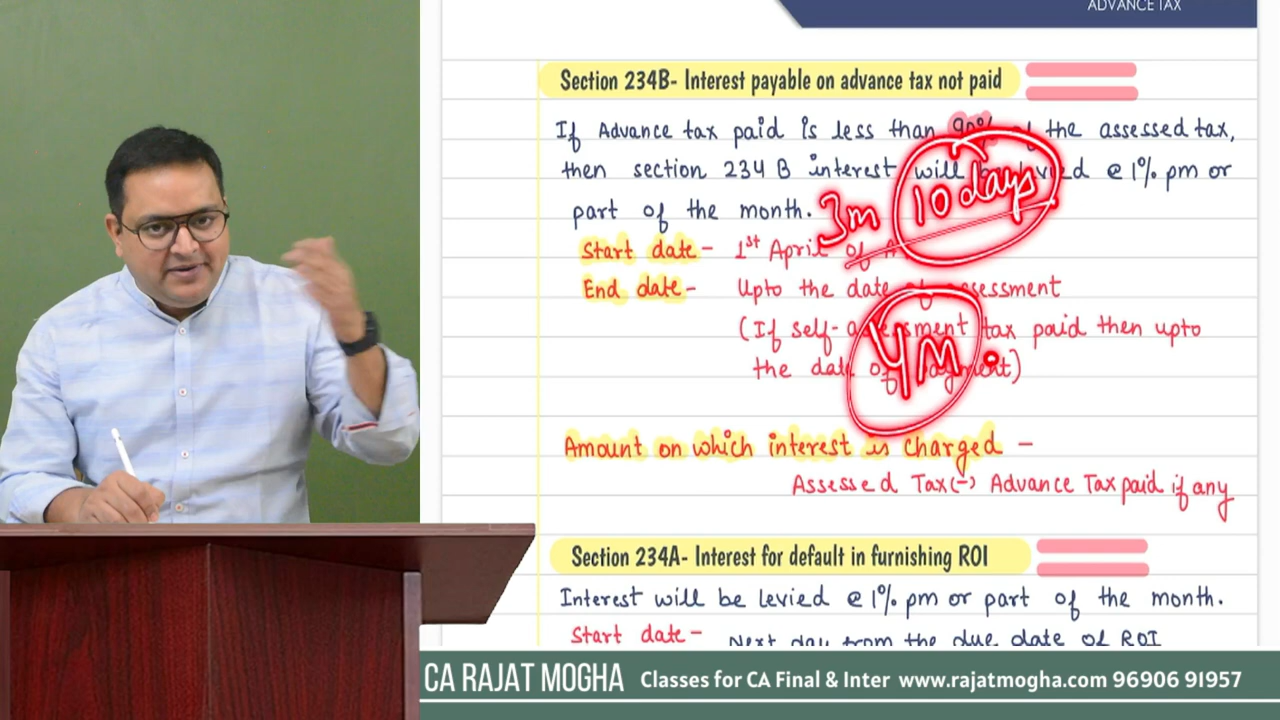 ADVANCE TAX
Section 234B- Interest payable on advance tax not paid
If Advance tax paid is less than 90% of the assessed tax,
then section 234 B interest will be levied @ 1% pm or
part of the month.
3m 10 days
Start date - 1st April of
End date - Upto the date of assessment
(If self-assessment tax paid then upto
the date of payment)
4M.
Amount on which interest is charged -
Assessed Tax (-) Advance Tax paid if any
Section 234A- Interest for default in furnishing ROI
Interest will be levied @ 1% pm or part of the month.
Start date - Next day from the due date of ROI
CA RAJAT MOGHA Classes for CA Final & Inter www.rajatmogha.com 96906 91957